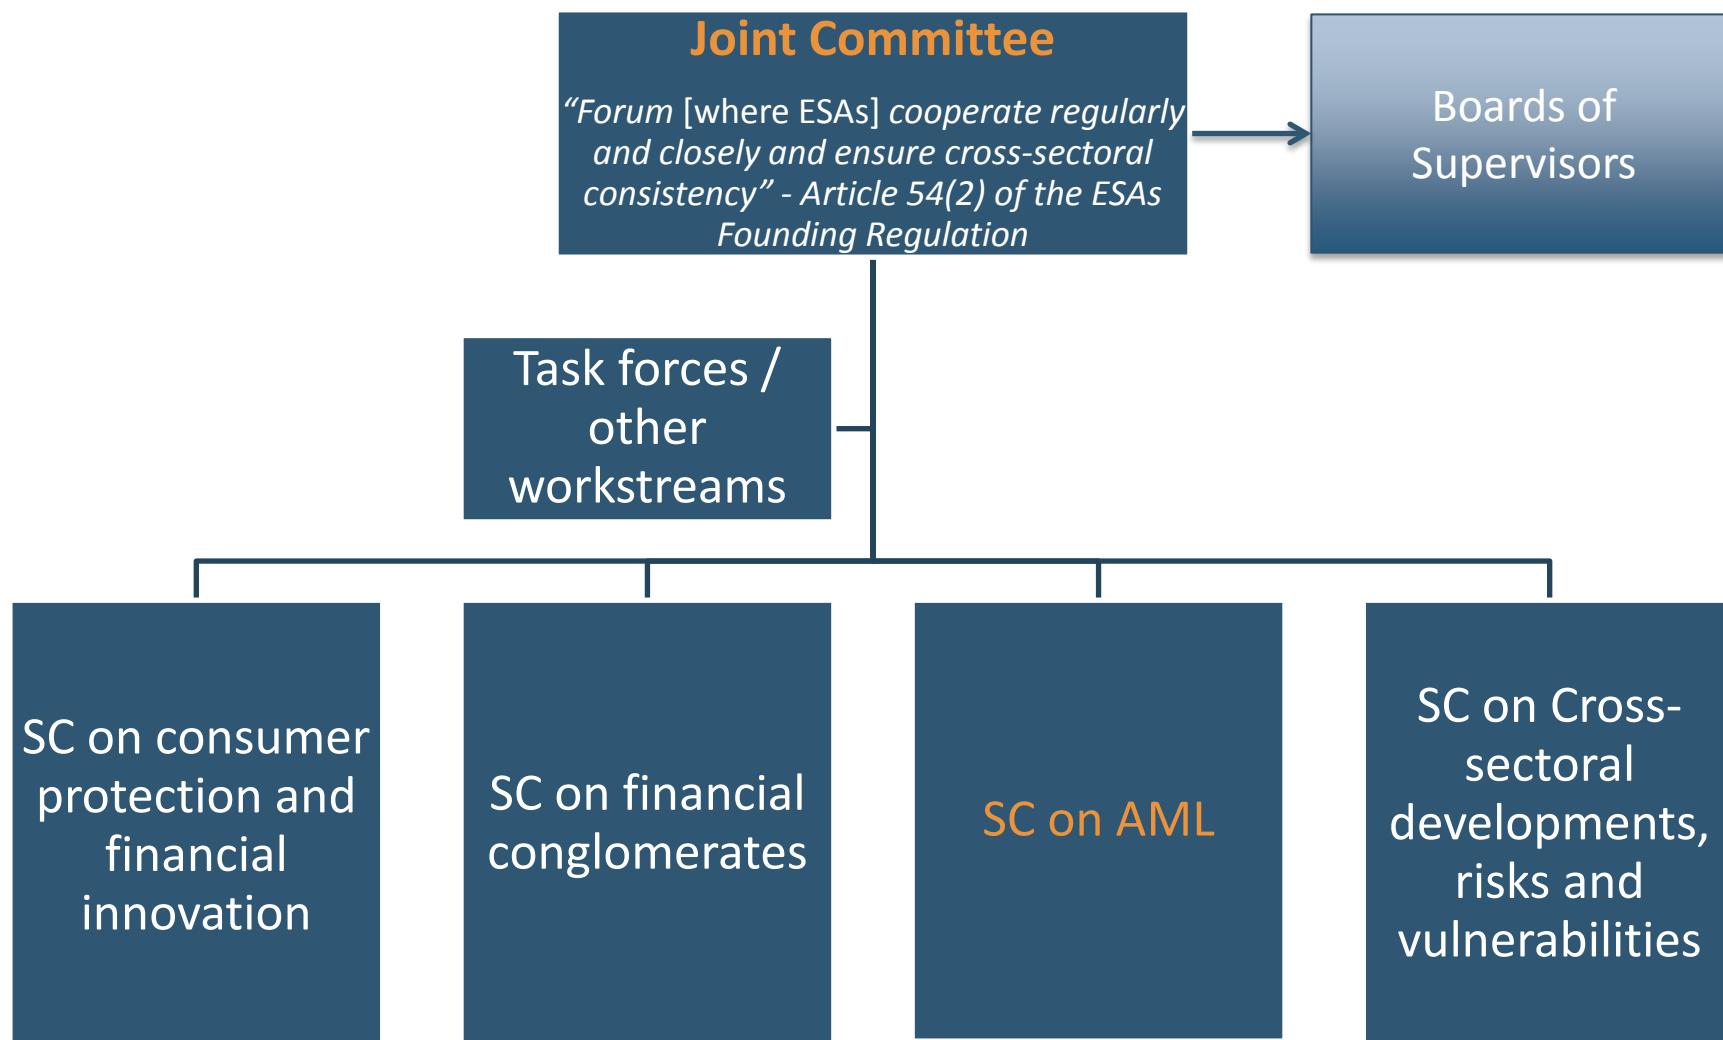 Joint Committee
“Forum [where ESAs] cooperate regularly
and closely and ensure cross-sectoral
consistency” - Article 54(2) of the ESAs
Founding Regulation
Boards of
Supervisors
Task forces /
other
workstreams
SC on consumer
protection and
financial
innovation
SC on financial
conglomerates
SC on AML
SC on Cross-
sectoral
developments,
risks and
vulnerabilities